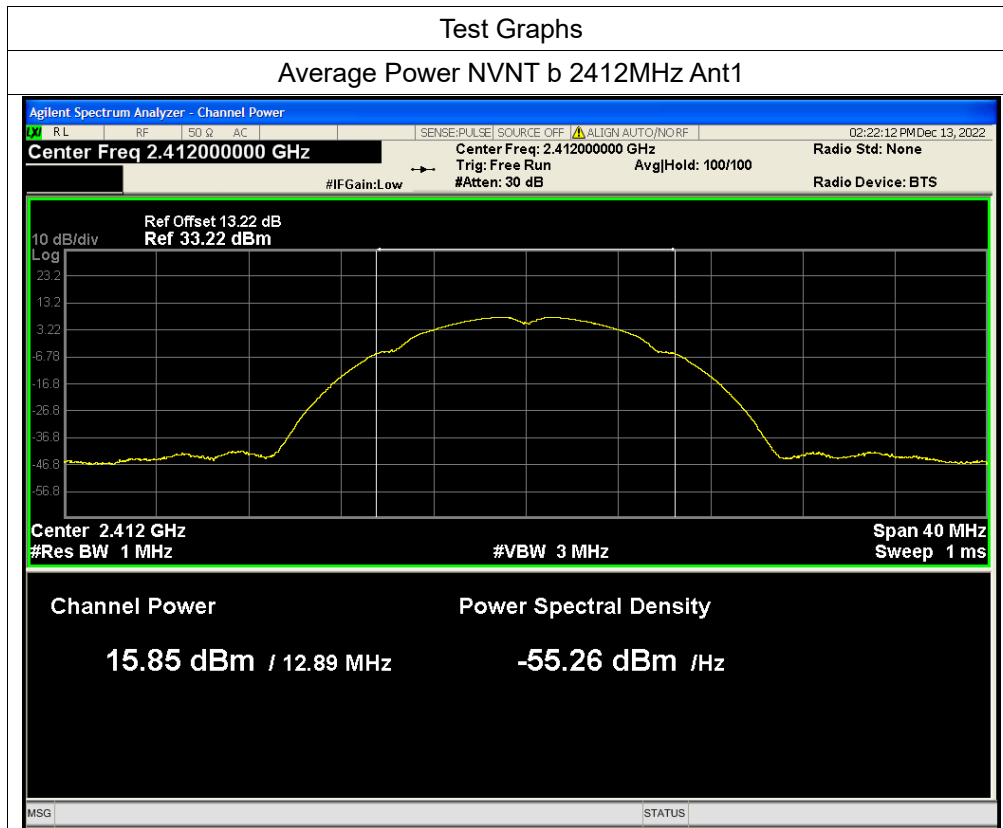 Test Graphs
Average Power NVNT b 2412MHz Ant1
Agilent Spectrum Analyzer - Channel Power
LXI RL RF 50 Ω AC SENSE:PULSE SOURCE OFF ALIGN AUTO/NO RF 02:22:12 PM Dec 13, 2022
Center Freq 2.412000000 GHz Center Freq: 2.412000000 GHz Radio Std: None
Trig: Free Run Avg|Hold: 100/100
#IFGain:Low #Atten: 30 dB Radio Device: BTS
Ref Offset 13.22 dB
10 dB/div Ref 33.22 dBm
Log
23.2
13.2
3.22
-6.78
-16.8
-26.8
-36.8
-46.8
-56.8
Center 2.412 GHz Span 40 MHz
#Res BW 1 MHz #VBW 3 MHz Sweep 1 ms
Channel Power Power Spectral Density
15.85 dBm / 12.89 MHz -55.26 dBm /Hz
MSG STATUS